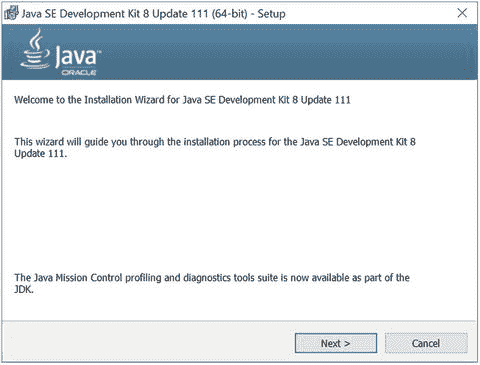 Java SE Development Kit 8 Update 111 (64-bit) - Setup
Java™
ORACLE
Welcome to the Installation Wizard for Java SE Development Kit 8 Update 111
This wizard will guide you through the installation process for the Java SE Development Kit 8
Update 111.
The Java Mission Control profiling and diagnostics tools suite is now available as part of the
JDK.
Next >
Cancel